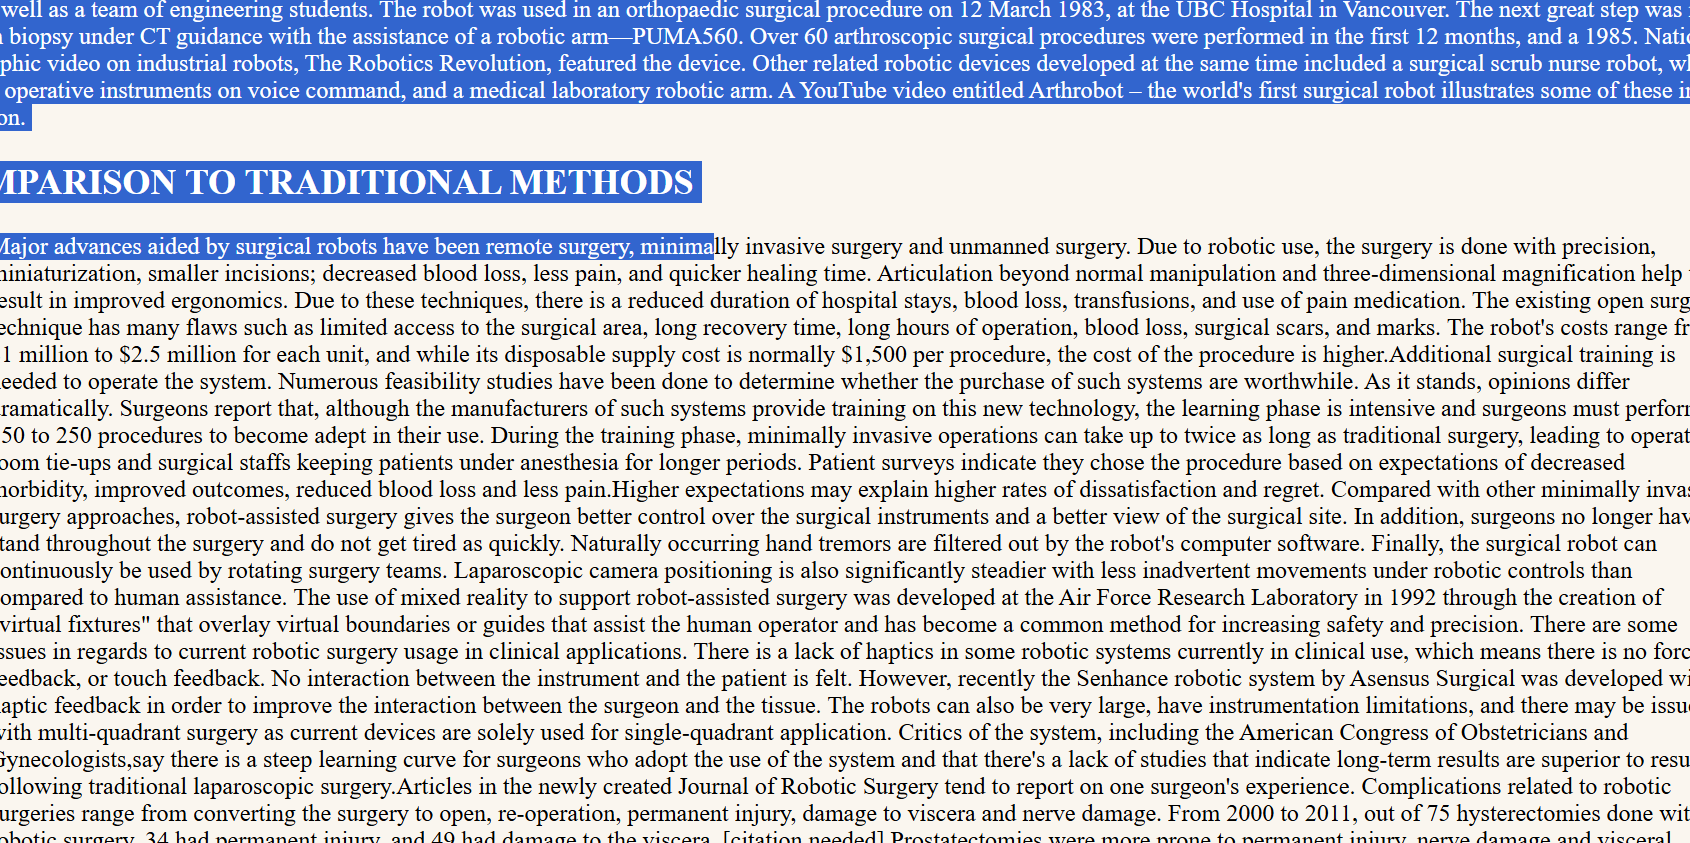 well as a team of engineering students. The robot was used in an orthopaedic surgical procedure on 12 March 1983, at the UBC Hospital in Vancouver. The next great step was
biopsy under CT guidance with the assistance of a robotic arm—PUMA560. Over 60 arthroscopic surgical procedures were performed in the first 12 months, and a 1985. Natio
phic video on industrial robots, The Robotics Revolution, featured the device. Other related robotic devices developed at the same time included a surgical scrub nurse robot, wh
operative instruments on voice command, and a medical laboratory robotic arm. A YouTube video entitled Arthrobot – the world's first surgical robot illustrates some of these in
on.
MPARISON TO TRADITIONAL METHODS
Major advances aided by surgical robots have been remote surgery, minimally invasive surgery and unmanned surgery. Due to robotic use, the surgery is done with precision,
miniaturization, smaller incisions; decreased blood loss, less pain, and quicker healing time. Articulation beyond normal manipulation and three-dimensional magnification help
esult in improved ergonomics. Due to these techniques, there is a reduced duration of hospital stays, blood loss, transfusions, and use of pain medication. The existing open surg
echnique has many flaws such as limited access to the surgical area, long recovery time, long hours of operation, blood loss, surgical scars, and marks. The robot's costs range fr
1 million to $2.5 million for each unit, and while its disposable supply cost is normally $1,500 per procedure, the cost of the procedure is higher.Additional surgical training is
eeded to operate the system. Numerous feasibility studies have been done to determine whether the purchase of such systems are worthwhile. As it stands, opinions differ
ramatically. Surgeons report that, although the manufacturers of such systems provide training on this new technology, the learning phase is intensive and surgeons must perform
50 to 250 procedures to become adept in their use. During the training phase, minimally invasive operations can take up to twice as long as traditional surgery, leading to operat
oom tie-ups and surgical staffs keeping patients under anesthesia for longer periods. Patient surveys indicate they chose the procedure based on expectations of decreased
morbidity, improved outcomes, reduced blood loss and less pain.Higher expectations may explain higher rates of dissatisfaction and regret. Compared with other minimally invas
urgery approaches, robot-assisted surgery gives the surgeon better control over the surgical instruments and a better view of the surgical site. In addition, surgeons no longer hav
tand throughout the surgery and do not get tired as quickly. Naturally occurring hand tremors are filtered out by the robot's computer software. Finally, the surgical robot can
ontinuously be used by rotating surgery teams. Laparoscopic camera positioning is also significantly steadier with less inadvertent movements under robotic controls than
ompared to human assistance. The use of mixed reality to support robot-assisted surgery was developed at the Air Force Research Laboratory in 1992 through the creation of
virtual fixtures" that overlay virtual boundaries or guides that assist the human operator and has become a common method for increasing safety and precision. There are some
ssues in regards to current robotic surgery usage in clinical applications. There is a lack of haptics in some robotic systems currently in clinical use, which means there is no forc
eedback, or touch feedback. No interaction between the instrument and the patient is felt. However, recently the Senhance robotic system by Asensus Surgical was developed wi
aptic feedback in order to improve the interaction between the surgeon and the tissue. The robots can also be very large, have instrumentation limitations, and there may be issue
with multi-quadrant surgery as current devices are solely used for single-quadrant application. Critics of the system, including the American Congress of Obstetricians and
Gynecologists,say there is a steep learning curve for surgeons who adopt the use of the system and that there's a lack of studies that indicate long-term results are superior to resu
ollowing traditional laparoscopic surgery.Articles in the newly created Journal of Robotic Surgery tend to report on one surgeon's experience. Complications related to robotic
urgeries range from converting the surgery to open, re-operation, permanent injury, damage to viscera and nerve damage. From 2000 to 2011, out of 75 hysterectomies done wit
obotic surgery, 34 had permanent injury, and 49 had damage to the viscera. [citation needed] Prostatectomies were more prone to permanent injury, nerve damage and visceral